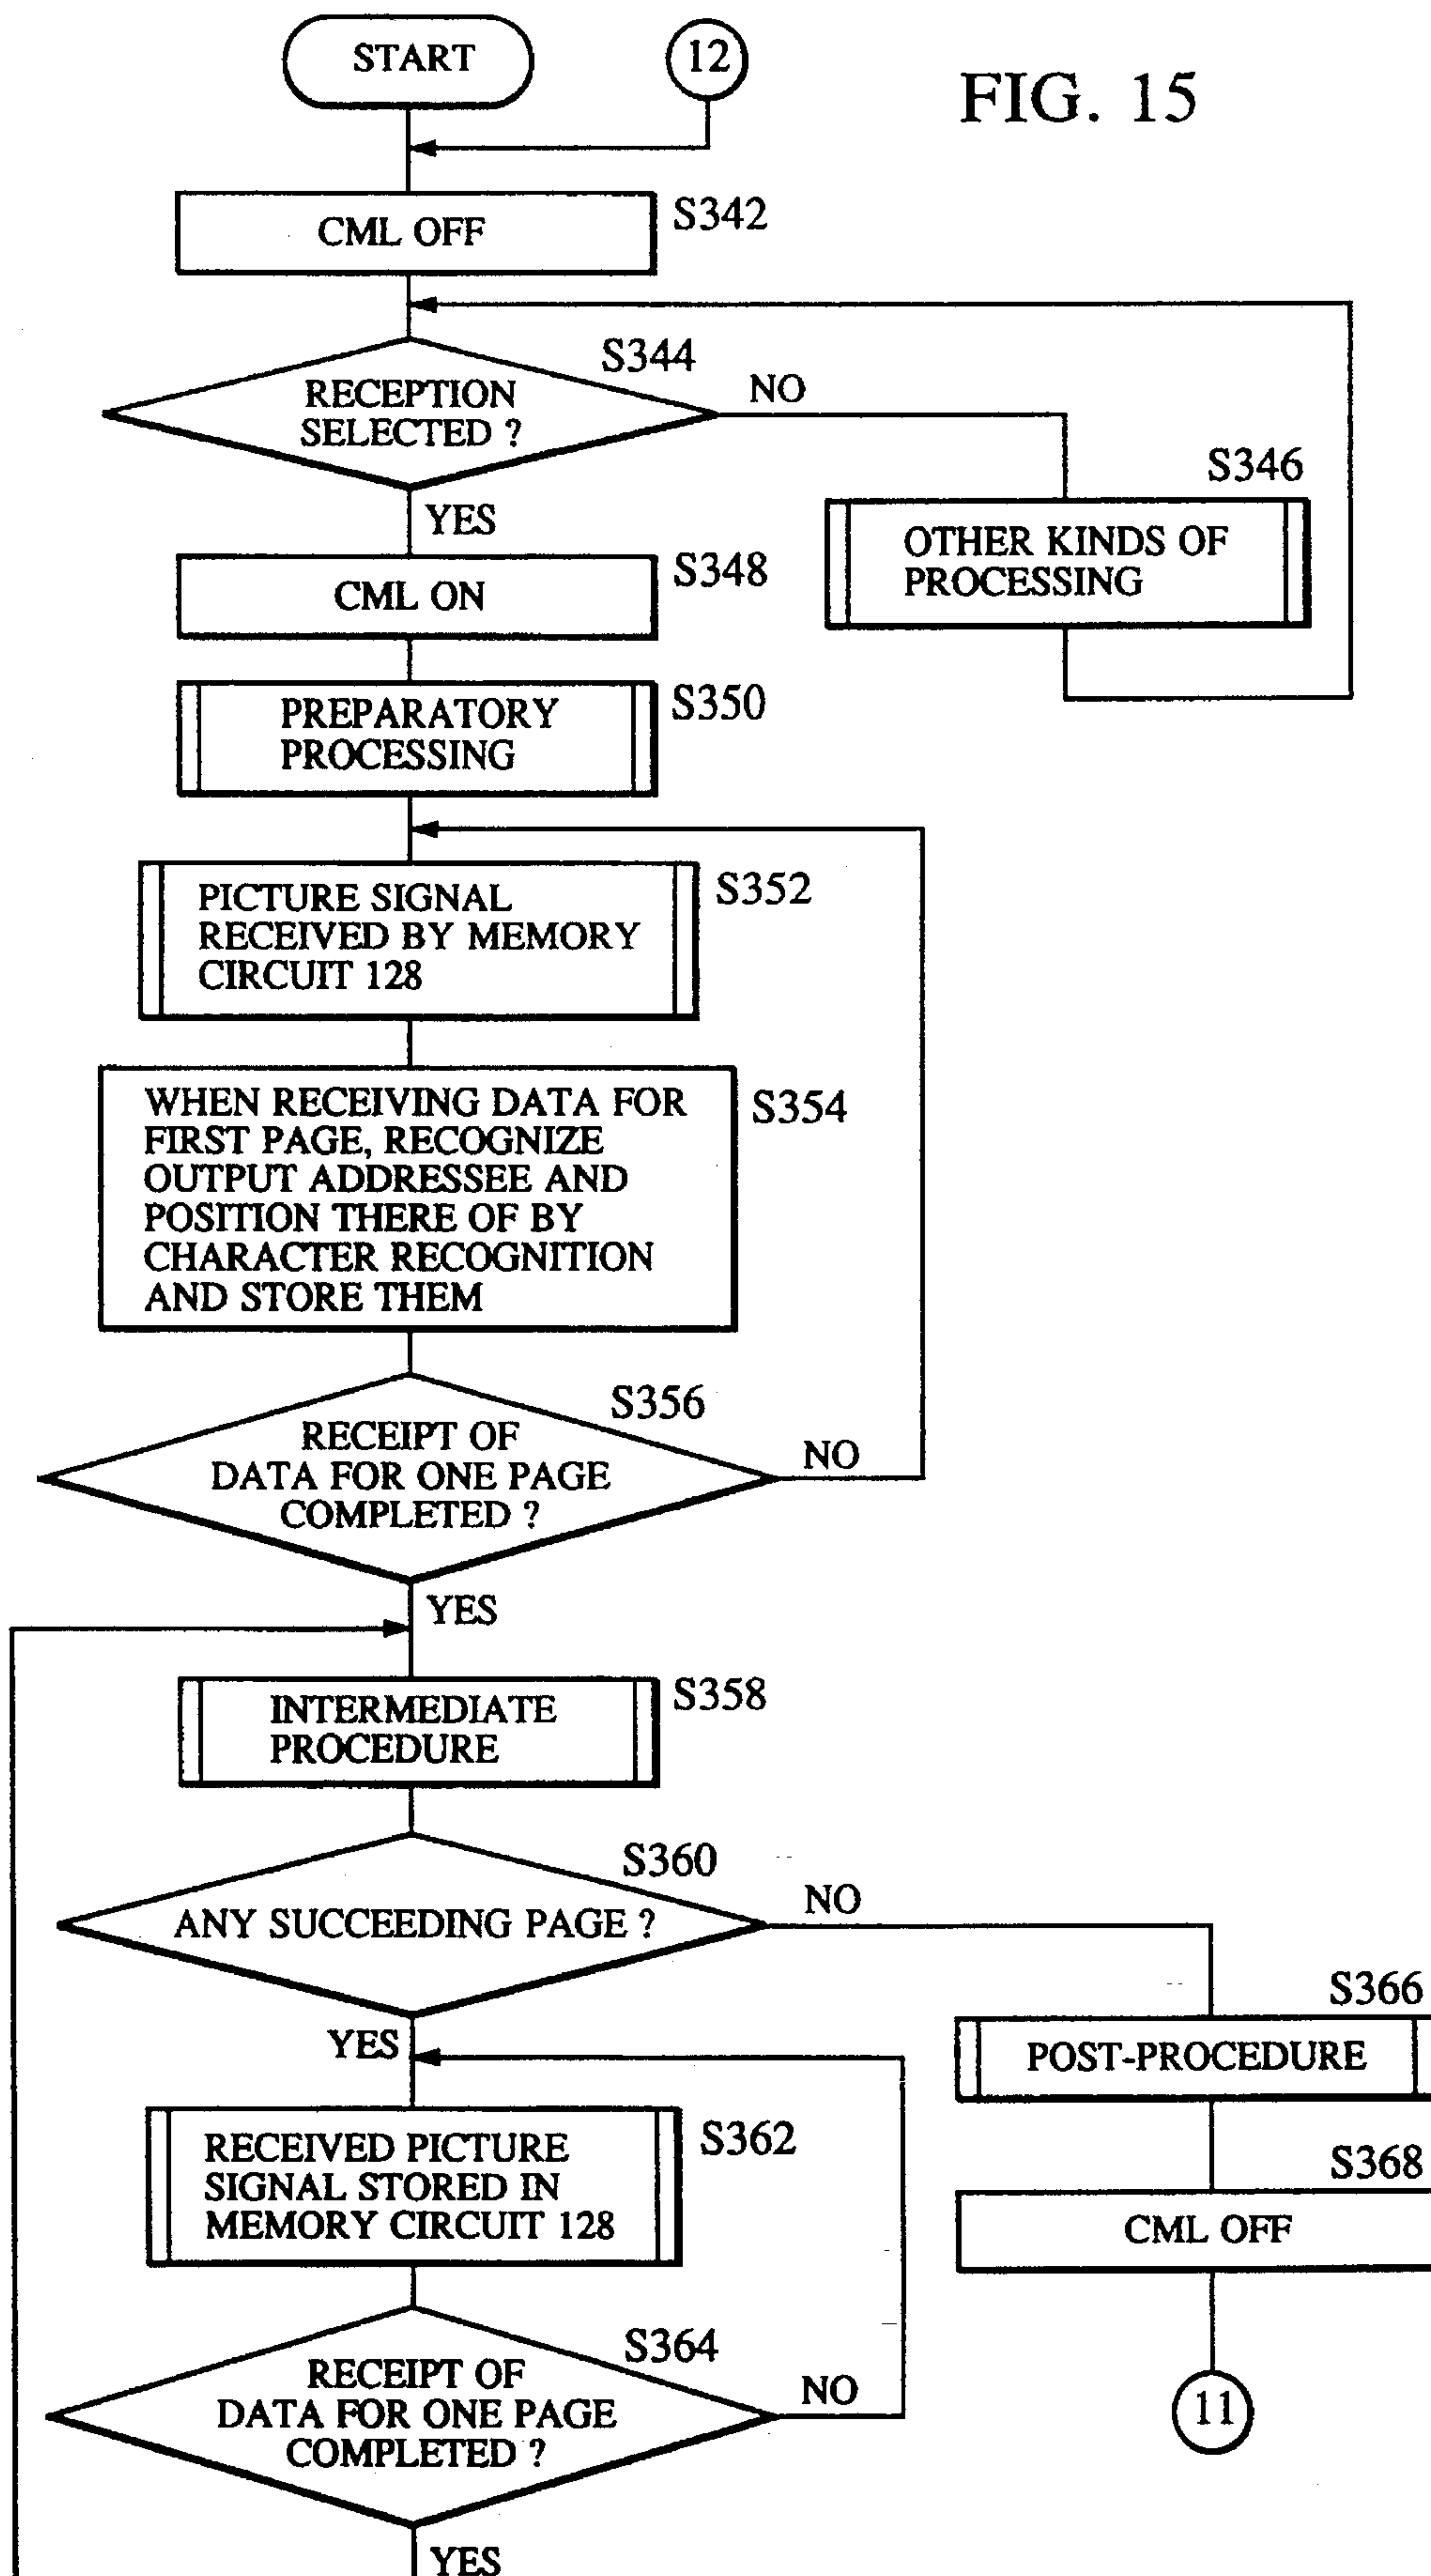 START
12
FIG. 15
CML OFF
S342
S344
RECEPTION
SELECTED ?
NO
YES
S346
OTHER KINDS OF
PROCESSING
CML ON
S348
PREPARATORY
PROCESSING
S350
PICTURE SIGNAL
RECEIVED BY MEMORY
CIRCUIT 128
S352
WHEN RECEIVING DATA FOR
FIRST PAGE, RECOGNIZE
OUTPUT ADDRESSEE AND
POSITION THERE OF BY
CHARACTER RECOGNITION
AND STORE THEM
S354
S356
RECEIPT OF
DATA FOR ONE PAGE
COMPLETED ?
NO
YES
INTERMEDIATE
PROCEDURE
S358
S360
ANY SUCCEEDING PAGE ?
NO
YES
S366
POST-PROCEDURE
RECEIVED PICTURE
SIGNAL STORED IN
MEMORY CIRCUIT 128
S362
S368
CML OFF
S364
RECEIPT OF
DATA FOR ONE PAGE
COMPLETED ?
NO
11
YES